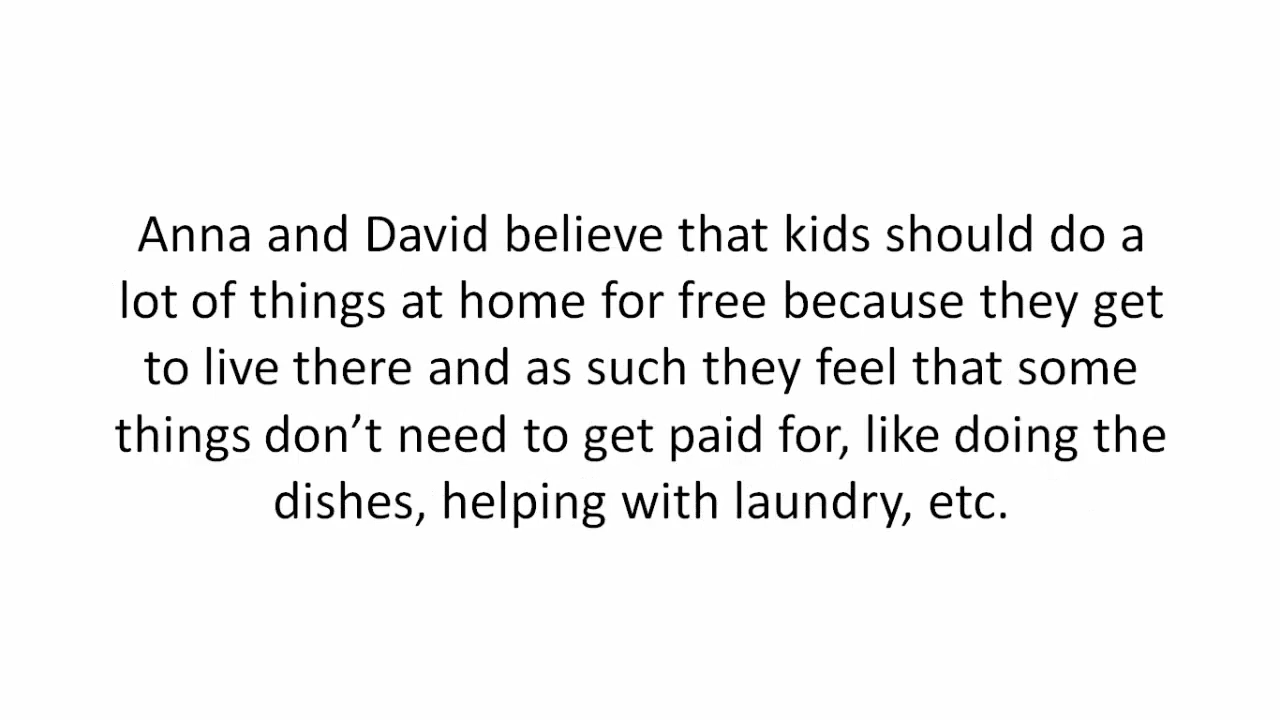 Anna and David believe that kids should do a
lot of things at home for free because they get
to live there and as such they feel that some
things don’t need to get paid for, like doing the
dishes, helping with laundry, etc.